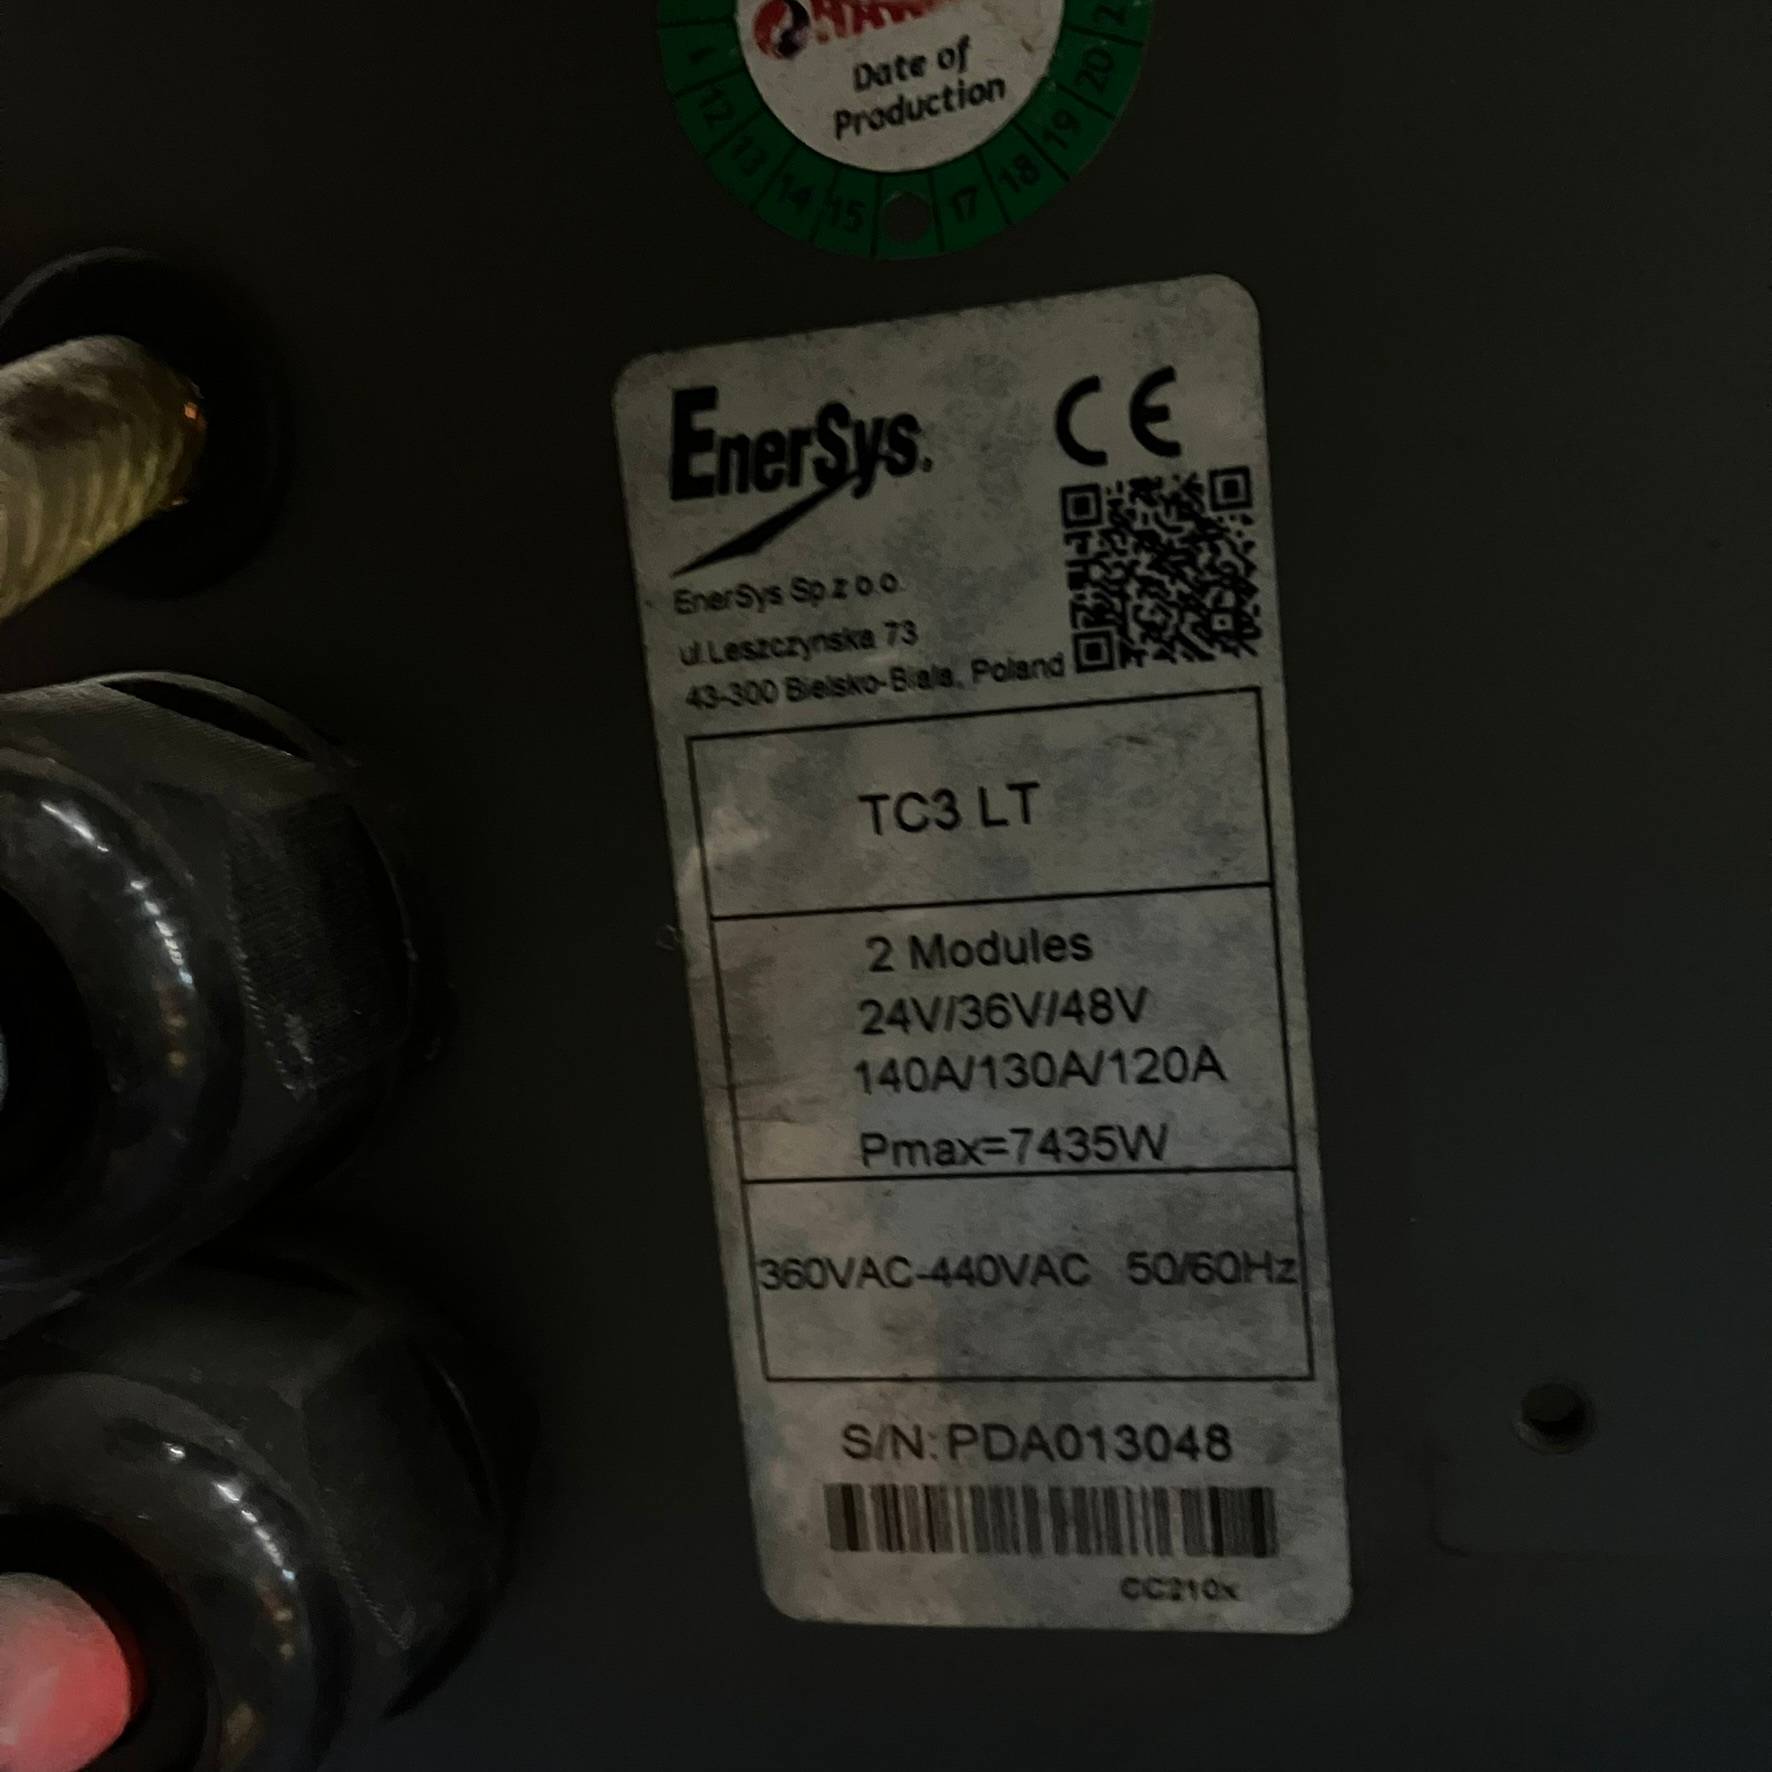 Date of
Production
12 13 14 15 17 18 19 20
EnerSys.
CE
EnerSys Sp.z o.o.
ul.Leszczynska 73
43-300 Bielsko-Biala, Poland
TC3 LT
2 Modules
24V/36V/48V
140A/130A/120A
Pmax=7435W
360VAC-440VAC 50/60Hz
S/N:PDA013048